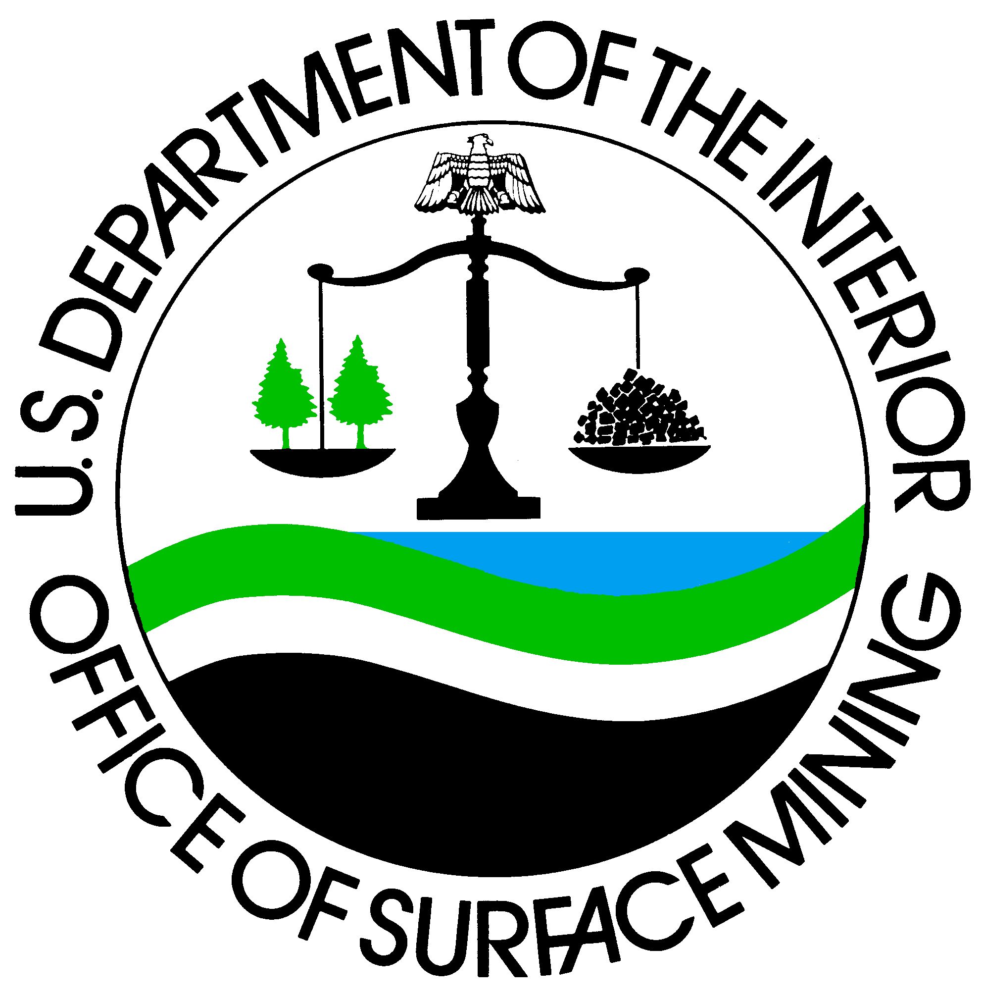 U.S. DEPARTMENT OF THE INTERIOR
OFFICE OF SURFACE MINING